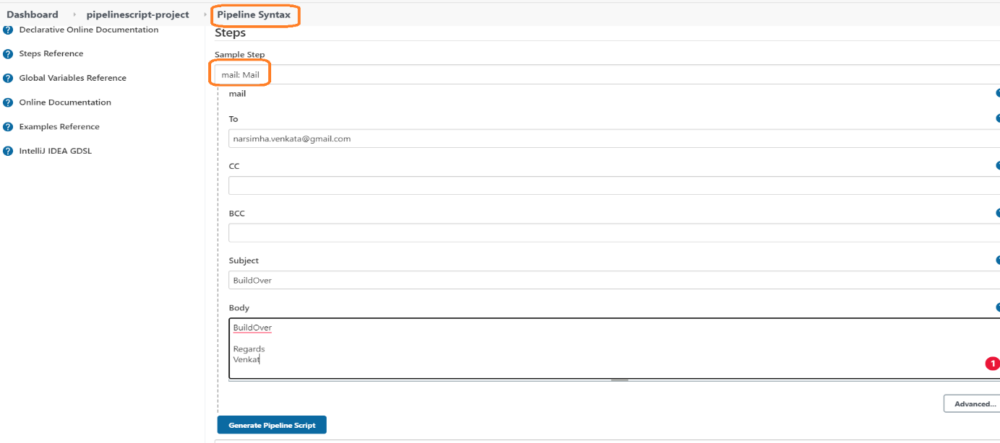 Dashboard pipelinescript-project Pipeline Syntax
Declarative Online Documentation
Steps Reference
Global Variables Reference
Online Documentation
Examples Reference
IntelliJ IDEA GDSL
Steps
Sample Step
mail: Mail
mail
To
narsimha.venkata@gmail.com
CC
BCC
Subject
BuildOver
Body
BuildOver
Regards
Venkat
1
Advanced...
Generate Pipeline Script